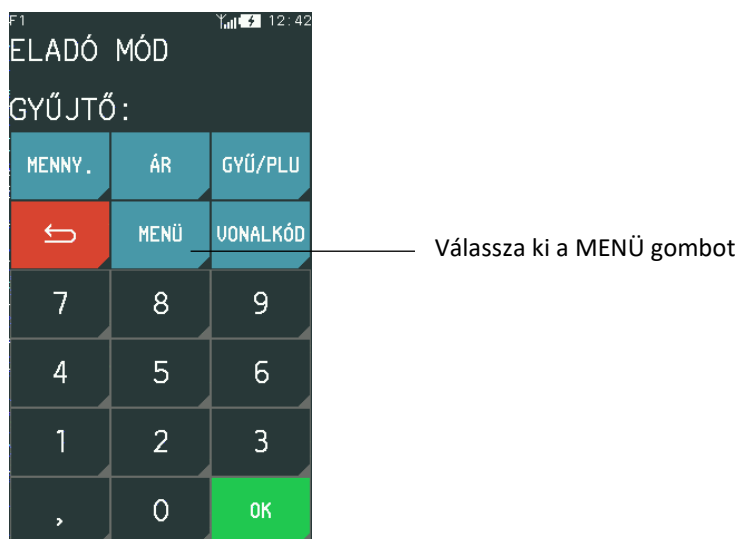 F1 12:42
ELADÓ MÓD
GYŰJTŐ:
MENNY. ÁR GYŰ/PLU
MENÜ VONALKÓD
Válassza ki a MENÜ gombot
7 8 9
4 5 6
1 2 3
, 0 OK